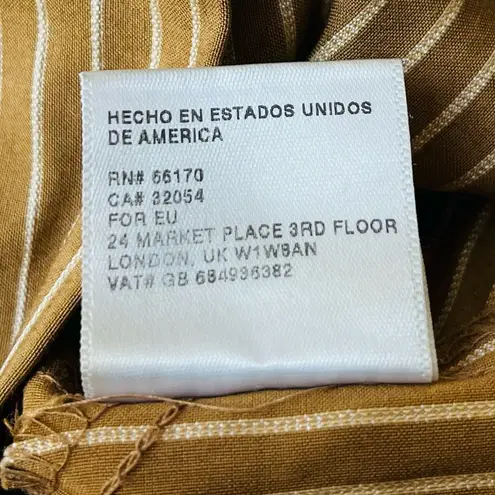 HECHO EN ESTADOS UNIDOS
DE AMERICA
RN# 66170
CA# 32054
FOR EU
24 MARKET PLACE 3RD FLOOR
LONDON, UK W1W8AN
VAT# GB 684936382